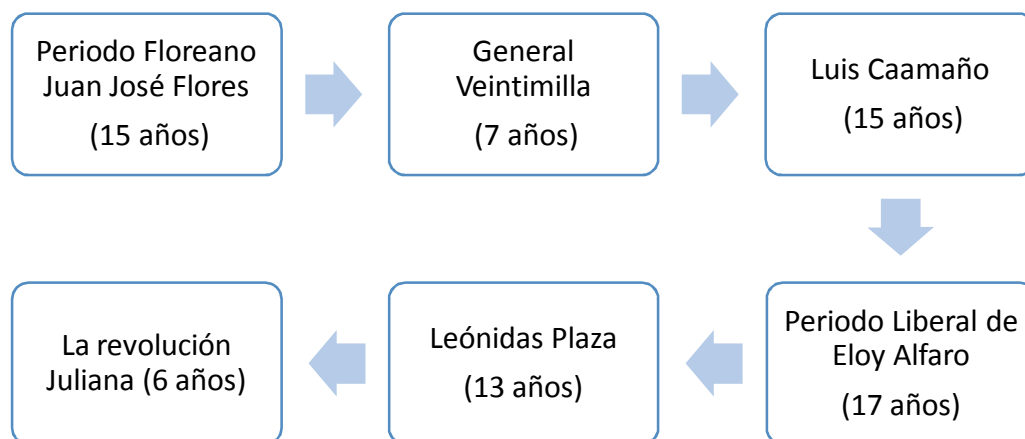 Periodo Floreano
Juan José Flores
(15 años)
General
Veintimilla
(7 años)
Luis Caamaño
(15 años)
Periodo Liberal de
Eloy Alfaro
(17 años)
Leónidas Plaza
(13 años)
La revolución
Juliana (6 años)